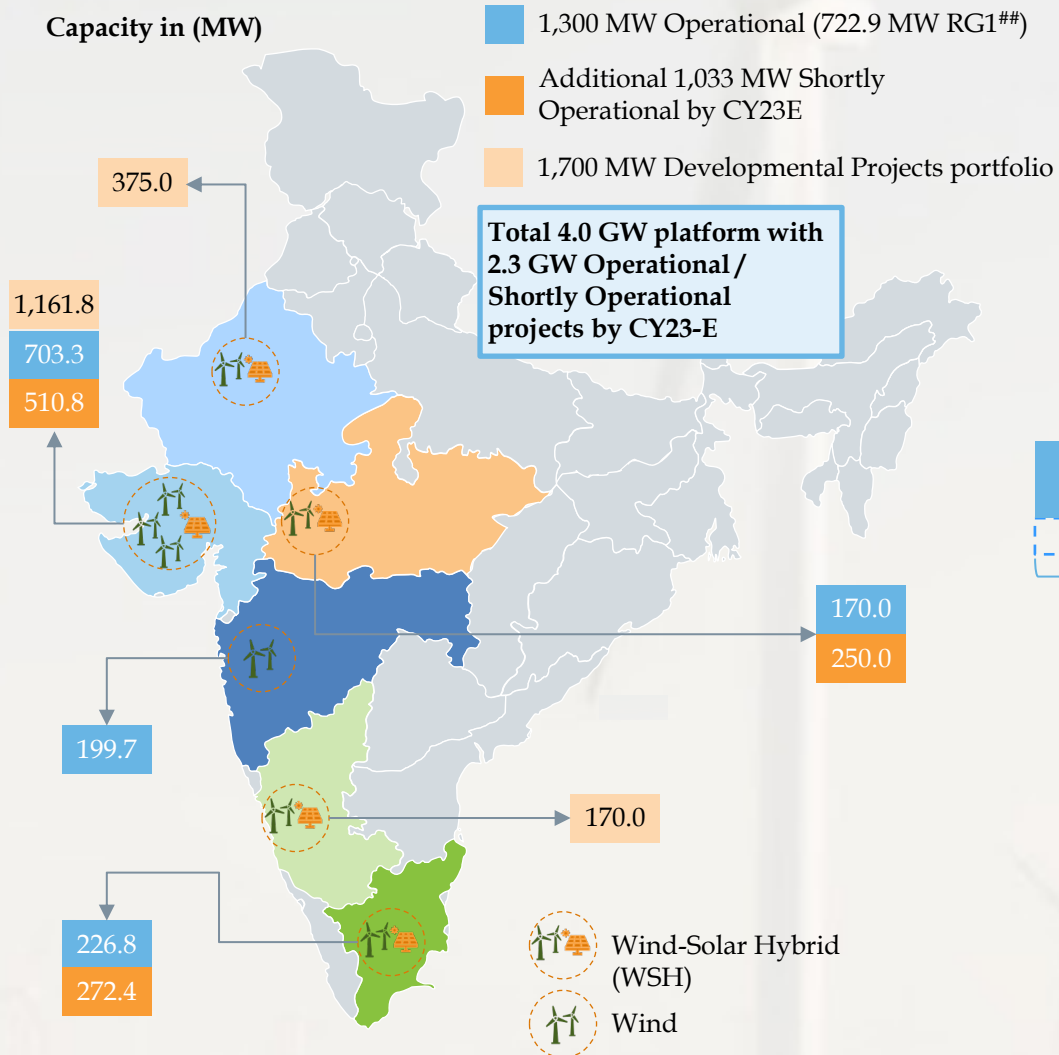 Capacity in (MW)
1,300 MW Operational (722.9 MW RG1##)
Additional 1,033 MW Shortly
Operational by CY23E
1,700 MW Developmental Projects portfolio
Total 4.0 GW platform with
2.3 GW Operational /
Shortly Operational
projects by CY23-E
375.0
1,161.8
703.3
510.8
170.0
250.0
199.7
170.0
226.8
272.4
Wind-Solar Hybrid
(WSH)
Wind